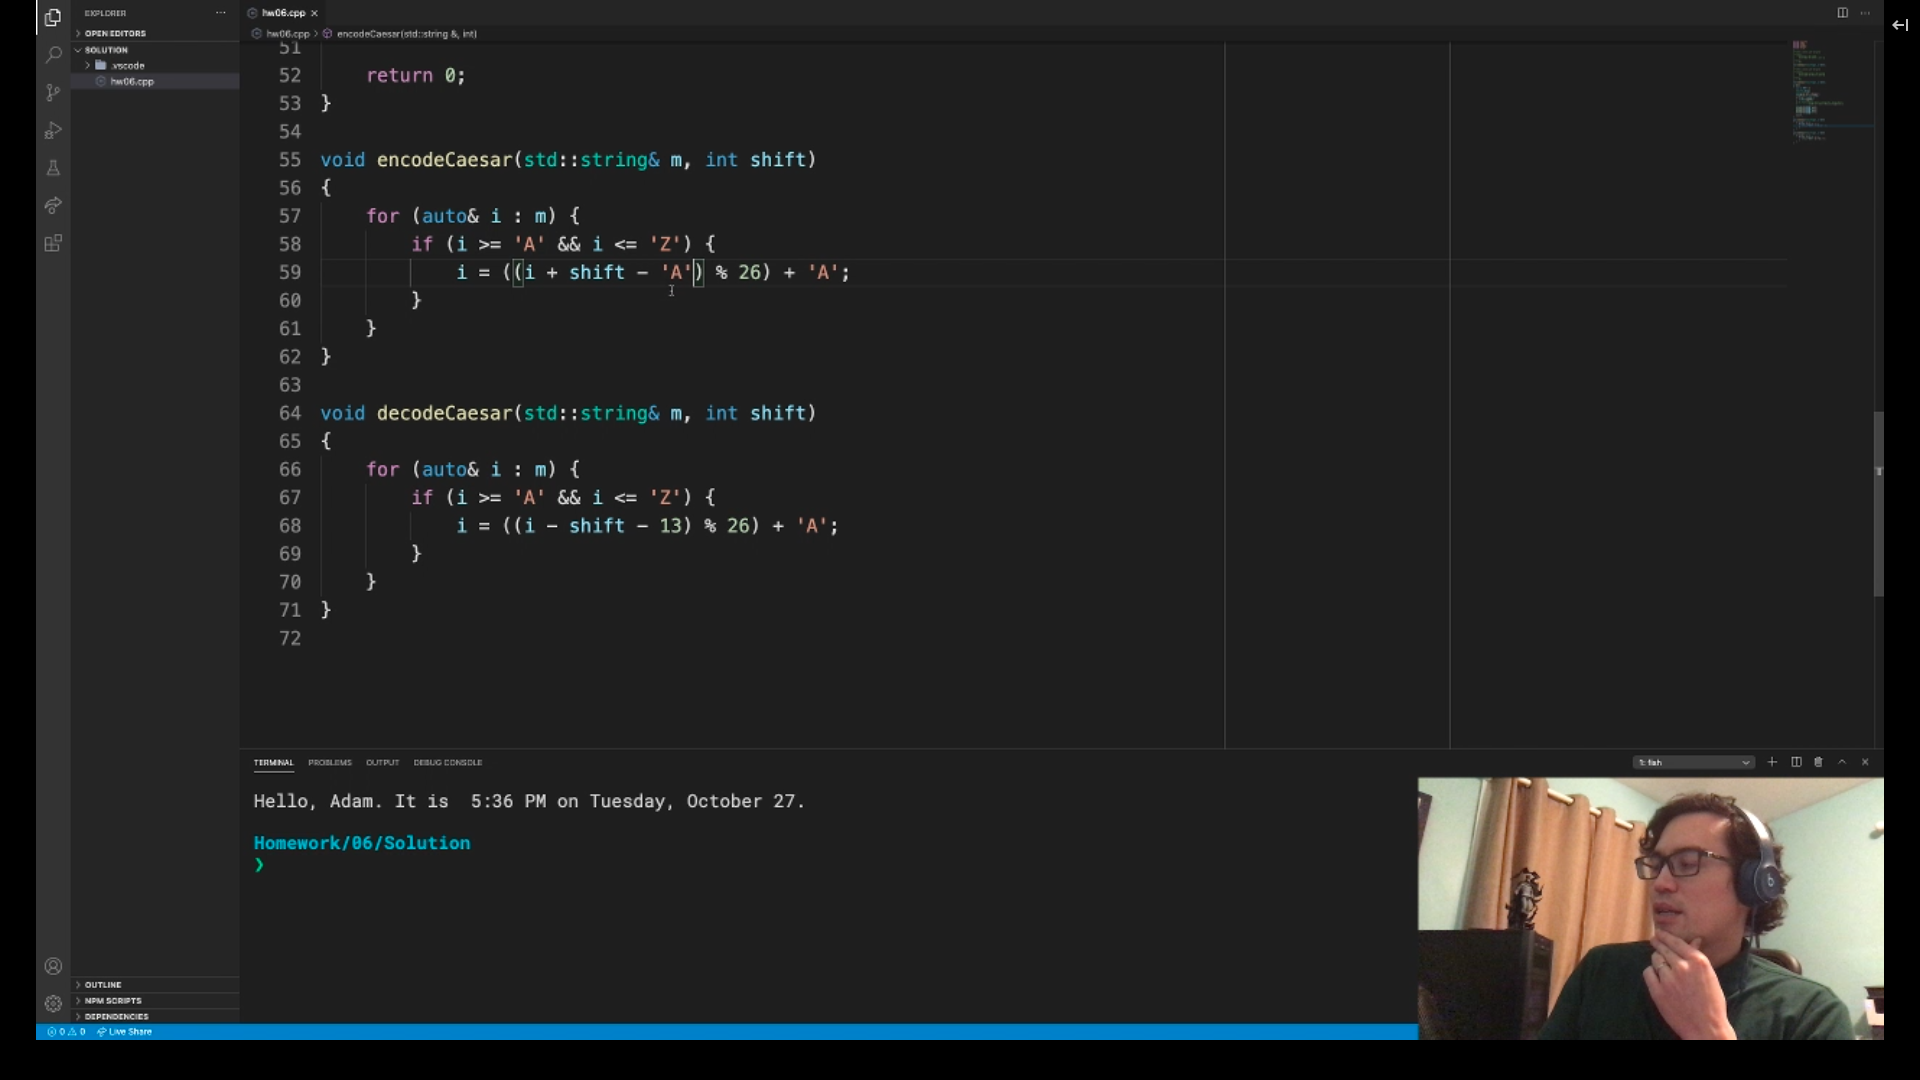 EXPLORER
OPEN EDITORS
SOLUTION
.vscode
hw06.cpp
hw06.cpp
hw06.cpp > encodeCaesar(std::string &, int)
51
52 return 0;
53 }
54
55 void encodeCaesar(std::string& m, int shift)
56 {
57 for (auto& i : m) {
58 if (i >= 'A' && i <= 'Z') {
59 i = ((i + shift - 'A') % 26) + 'A';
60 }
61 }
62 }
63
64 void decodeCaesar(std::string& m, int shift)
65 {
66 for (auto& i : m) {
67 if (i >= 'A' && i <= 'Z') {
68 i = ((i - shift - 13) % 26) + 'A';
69 }
70 }
71 }
72
TERMINAL PROBLEMS OUTPUT DEBUG CONSOLE
1: fish
Hello, Adam. It is 5:36 PM on Tuesday, October 27.
Homework/06/Solution
❯
OUTLINE
NPM SCRIPTS
DEPENDENCIES
0 0 Live Share